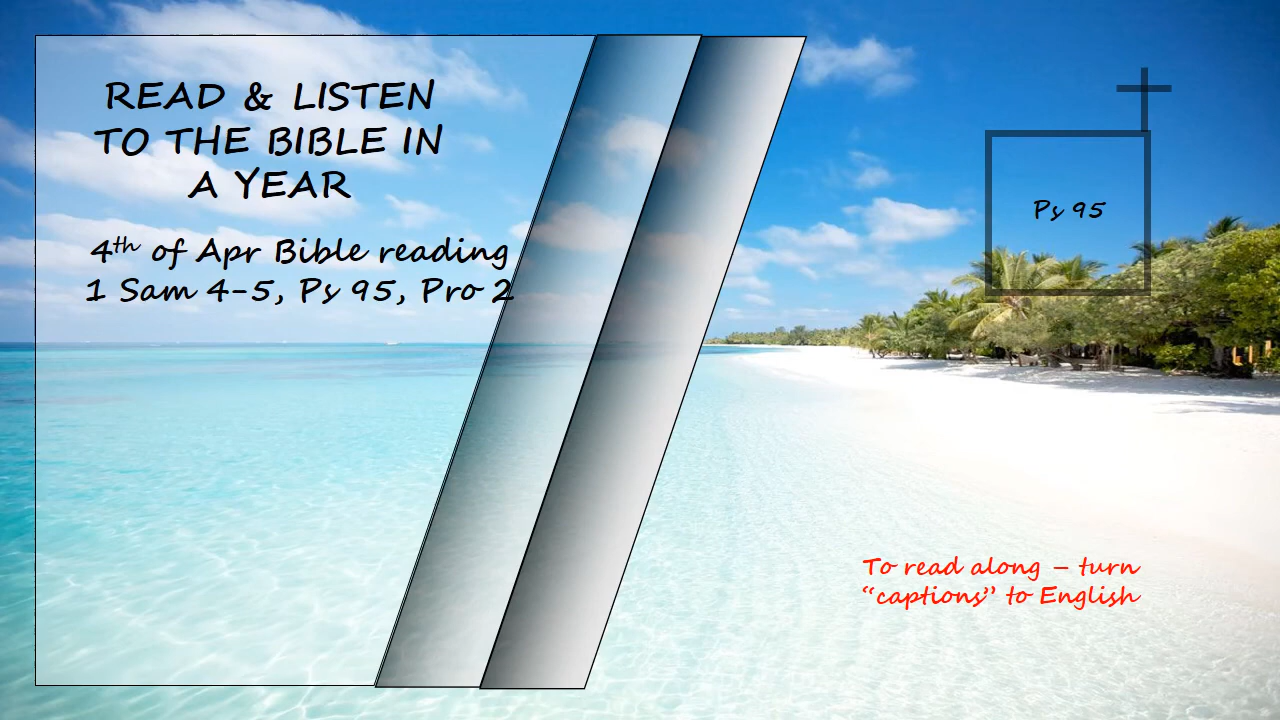 READ & LISTEN
TO THE BIBLE IN
A YEAR
4th of Apr Bible reading
1 Sam 4-5, Ps 95, Pro 2
Ps 95
To read along – turn
“captions” to English